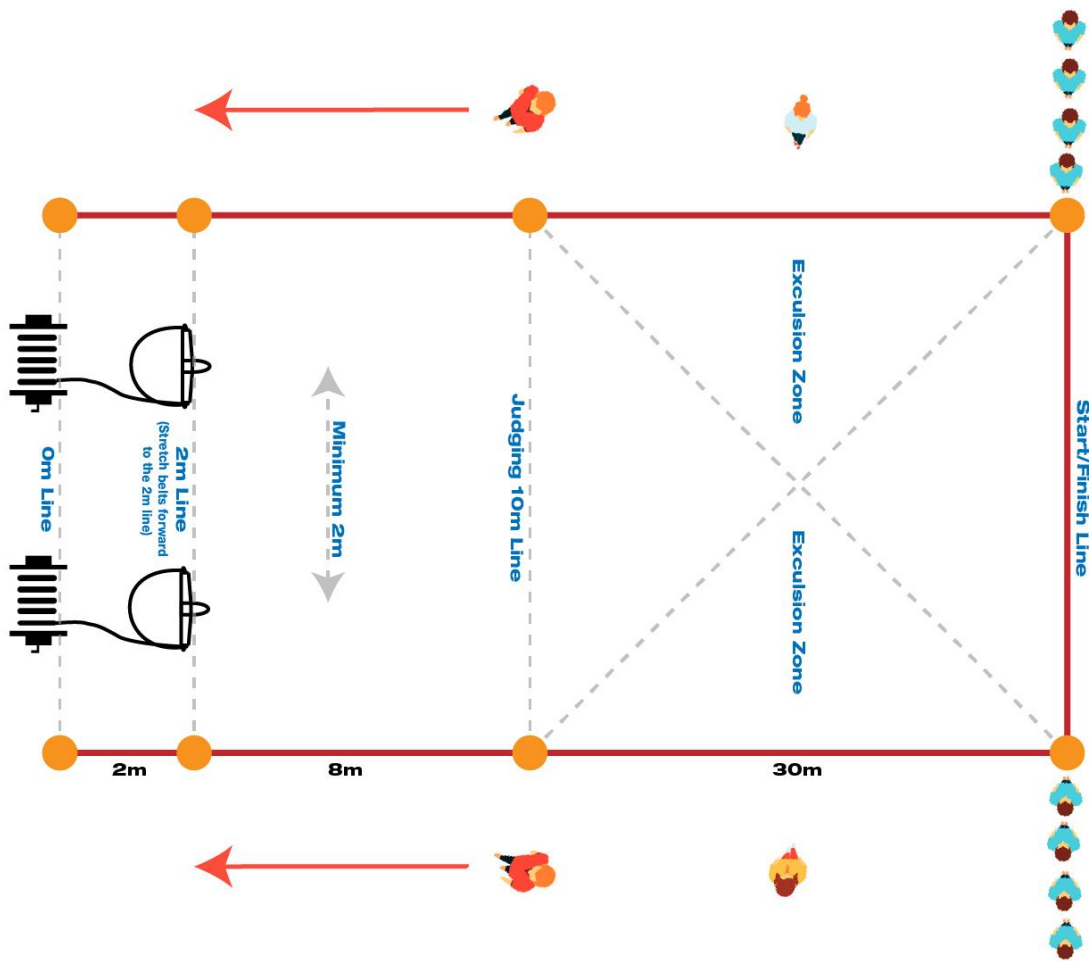 0m Line
2m Line
(Stretch belts forward
to the 2m line)
Minimum 2m
Judging 10m Line
Exculsion Zone
Exculsion Zone
Start/Finish Line
2m
8m
30m